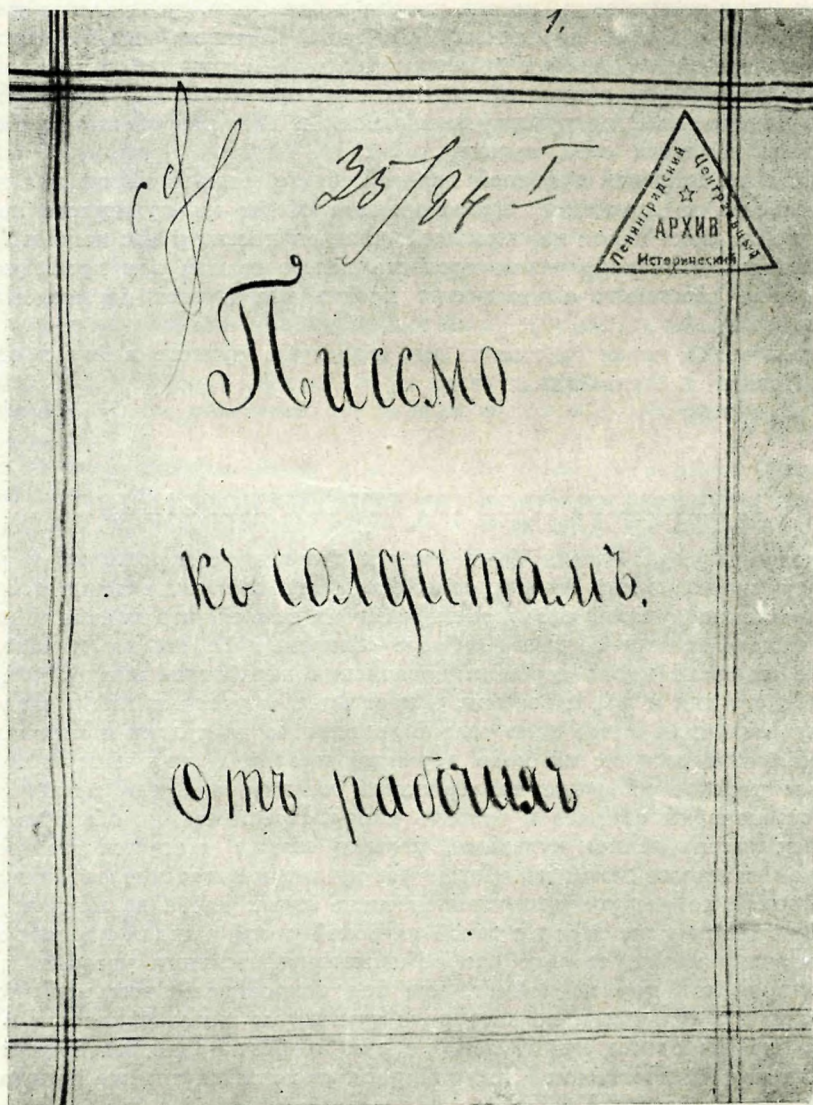 1.
35/84 I
Ленинградский Центральный
АРХИВ
Исторический
Письмо
къ солдатамъ.
Отъ рабочихъ